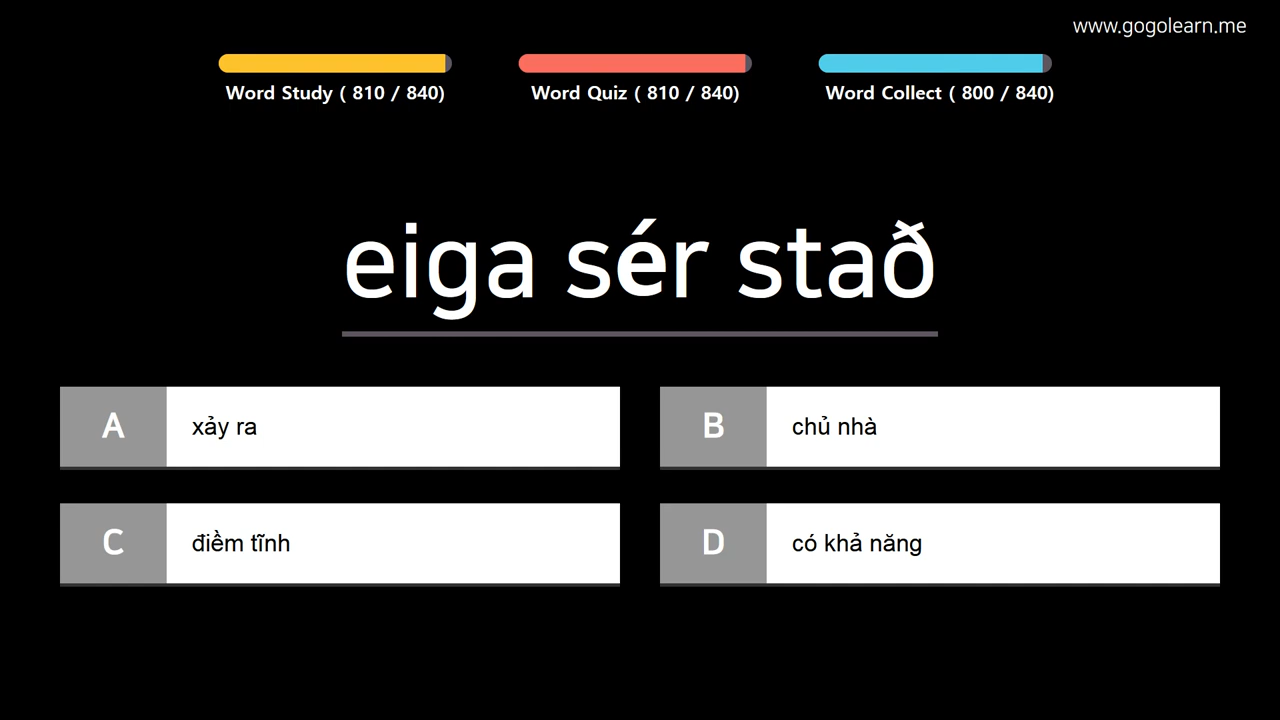 www.gogolearn.me
Word Study ( 810 / 840)
Word Quiz ( 810 / 840)
Word Collect ( 800 / 840)
eiga sér stað
A xảy ra
B chủ nhà
C điềm tĩnh
D có khả năng